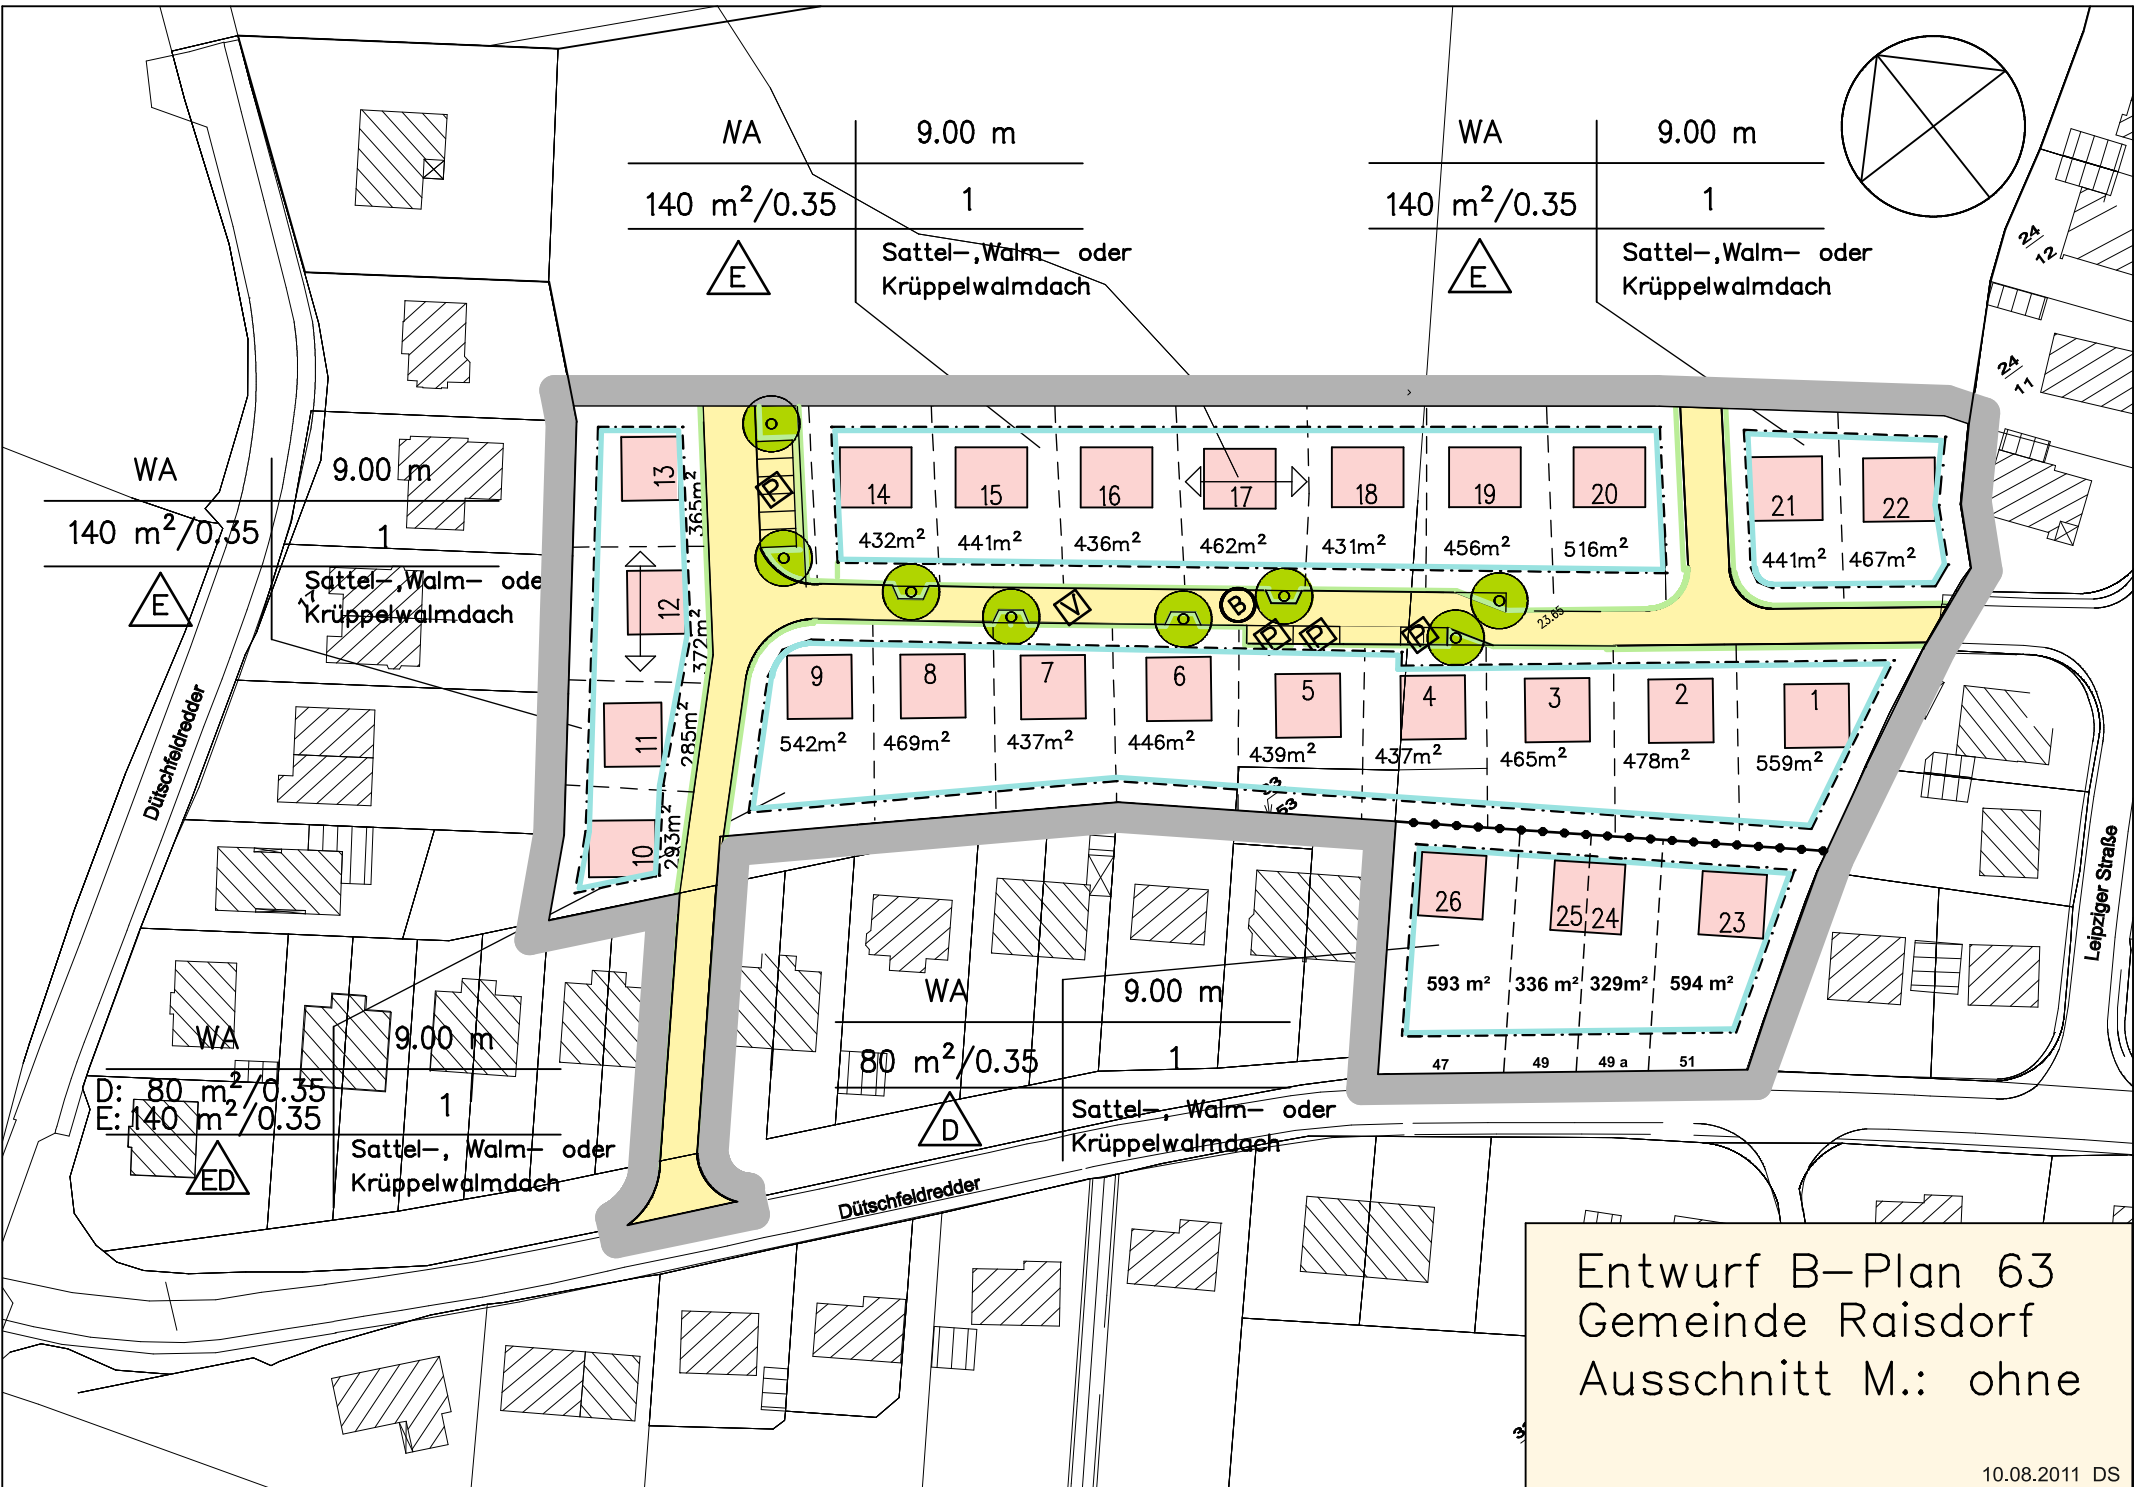 WA 9.00 m
140 m²/0.35 1
E Sattel-,Walm- oder
Krüppelwalmdach
WA 9.00 m
140 m²/0.35 1
E Sattel-,Walm- oder
Krüppelwalmdach
24
12
24
11
WA 9.00 m
140 m²/0.35 1
E Sattel-,Walm- ode
Krüppelwalmdach
13
365m²
12
372m²
11
285m²
10
293m²
P
14 15 16 17 18 19 20
432m² 441m² 436m² 462m² 431m² 456m² 516m²
21 22
441m² 467m²
V B P P P
23.65
9 8 7 6 5 4 3 2 1
542m² 469m² 437m² 446m² 439m² 437m² 465m² 478m² 559m²
53
26 25 24 23
593 m² 336 m² 329m² 594 m²
47 49 49 a 51
Dütschfeldredder
Leipziger Straße
WA 9.00 m
80 m²/0.35 1
D Sattel-, Walm- oder
Krüppelwalmdach
WA 9.00 m
D: 80 m²/0.35
E: 140 m²/0.35 1
ED Sattel-, Walm- oder
Krüppelwalmdach
Dütschfeldredder
Entwurf B-Plan 63
Gemeinde Raisdorf
Ausschnitt M.: ohne
10.08.2011 DS